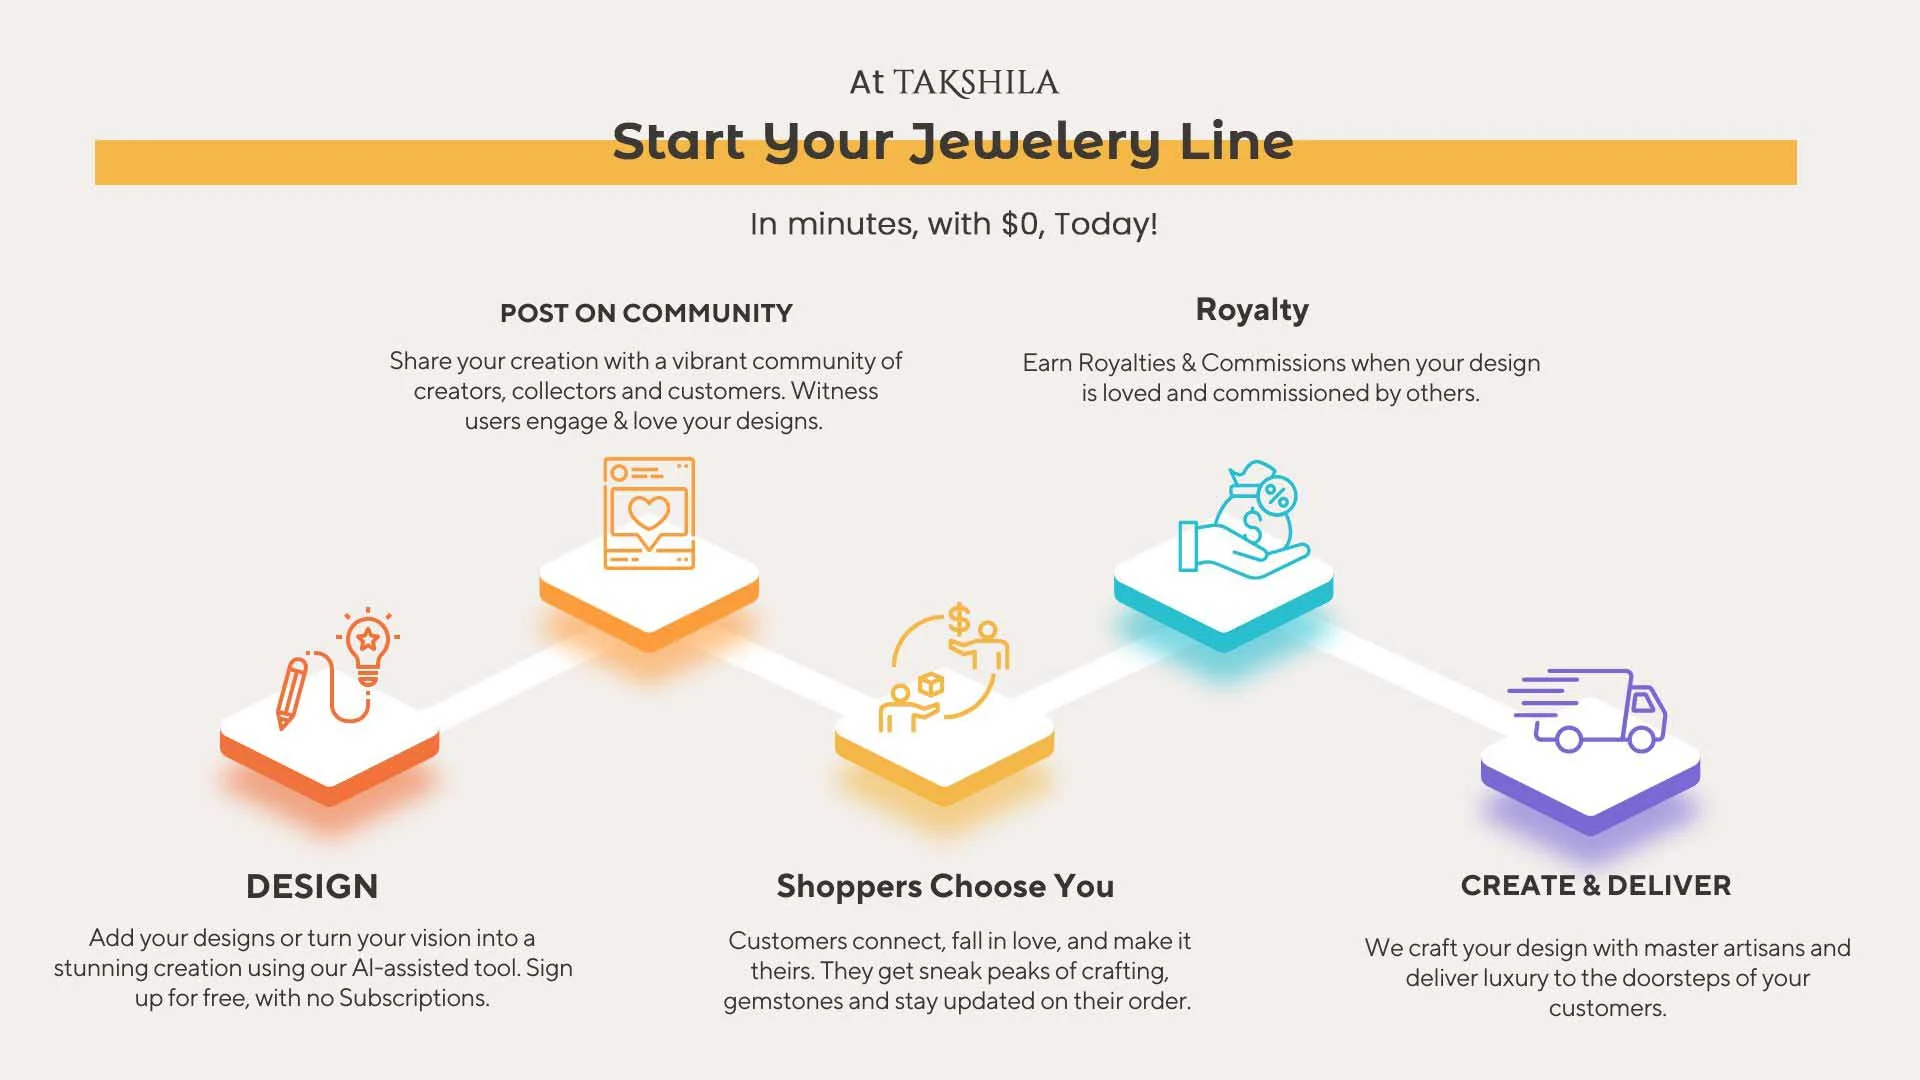 At TAKSHILA
Start Your Jewelery Line
In minutes, with $0, Today!
POST ON COMMUNITY
Share your creation with a vibrant community of
creators, collectors and customers. Witness
users engage & love your designs.
Royalty
Earn Royalties & Commissions when your design
is loved and commissioned by others.
DESIGN
Add your designs or turn your vision into a
stunning creation using our AI-assisted tool. Sign
up for free, with no Subscriptions.
Shoppers Choose You
Customers connect, fall in love, and make it
theirs. They get sneak peaks of crafting,
gemstones and stay updated on their order.
CREATE & DELIVER
We craft your design with master artisans and
deliver luxury to the doorsteps of your
customers.